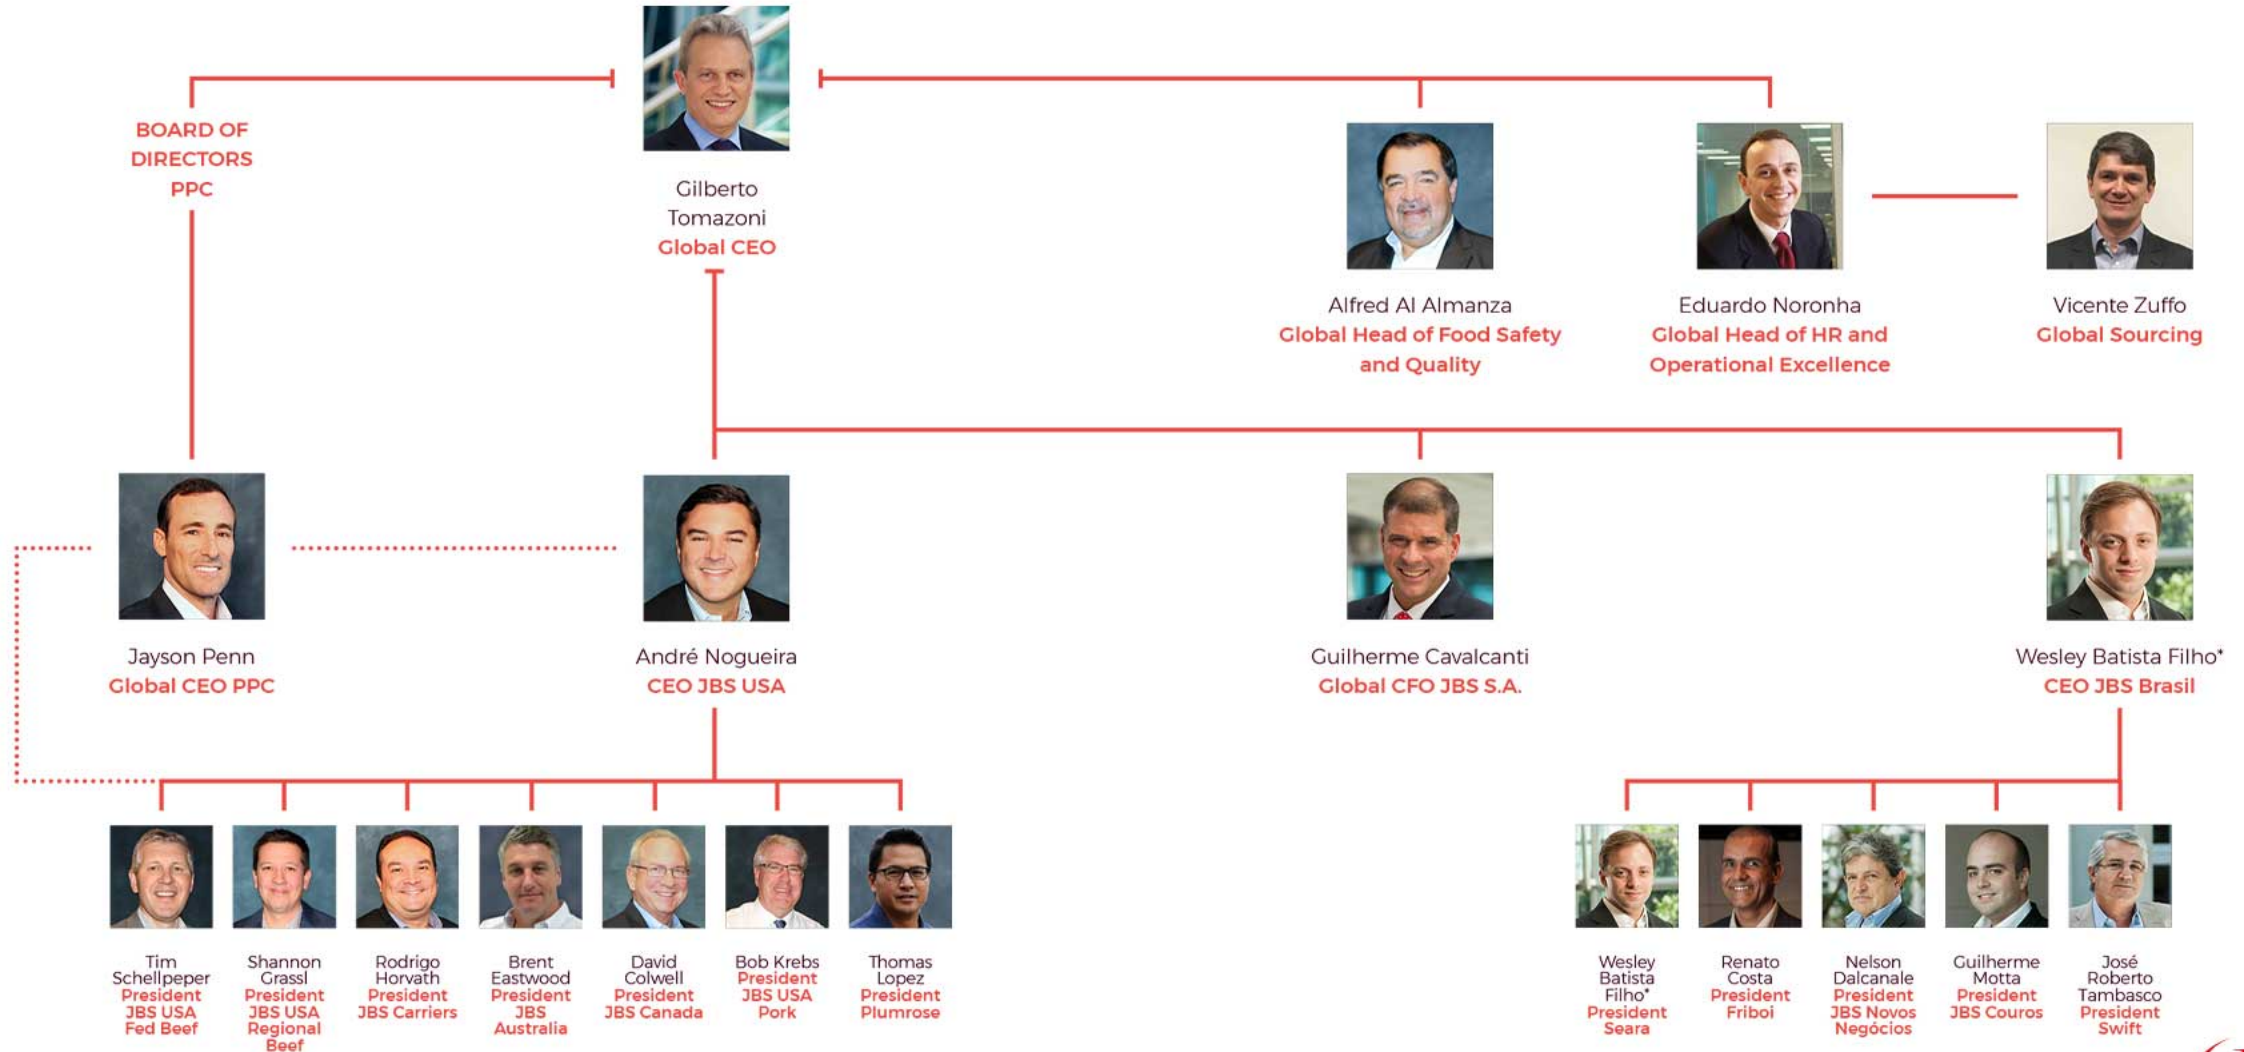 BOARD OF
DIRECTORS
PPC
Gilberto
Tomazoni
Global CEO
Alfred Al Almanza
Global Head of Food Safety
and Quality
Eduardo Noronha
Global Head of HR and
Operational Excellence
Vicente Zuffo
Global Sourcing
Jayson Penn
Global CEO PPC
André Nogueira
CEO JBS USA
Guilherme Cavalcanti
Global CFO JBS S.A.
Wesley Batista Filho*
CEO JBS Brasil
Tim
Schellpeper
President
JBS USA
Fed Beef
Shannon
Grassl
President
JBS USA
Regional
Beef
Rodrigo
Horvath
President
JBS Carriers
Brent
Eastwood
President
JBS
Australia
David
Colwell
President
JBS Canada
Bob Krebs
President
JBS USA
Pork
Thomas
Lopez
President
Plumrose
Wesley
Batista
Filho*
President
Seara
Renato
Costa
President
Friboi
Nelson
Dalcanale
President
JBS Novos
Negócios
Guilherme
Motta
President
JBS Couros
José
Roberto
Tambasco
President
Swift